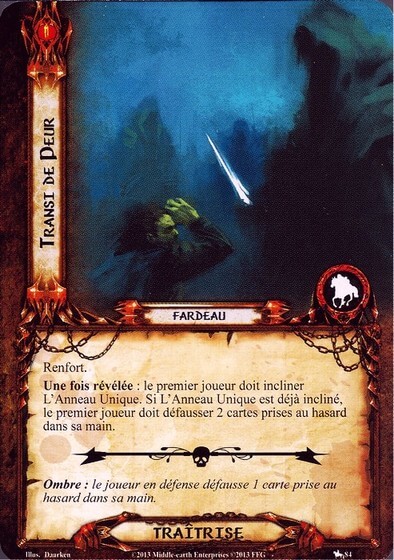 Transi de Peur
FARDEAU
Renfort.
Une fois révélée : le premier joueur doit incliner
L'Anneau Unique. Si L'Anneau Unique est déjà incliné,
le premier joueur doit défausser 2 cartes prises au hasard
dans sa main.
Ombre : le joueur en défense défausse 1 carte prise au
hasard dans sa main.
TRAÎTRISE
Illus. Daarken ©2013 Middle-earth Enterprises ©2013 FFG 84